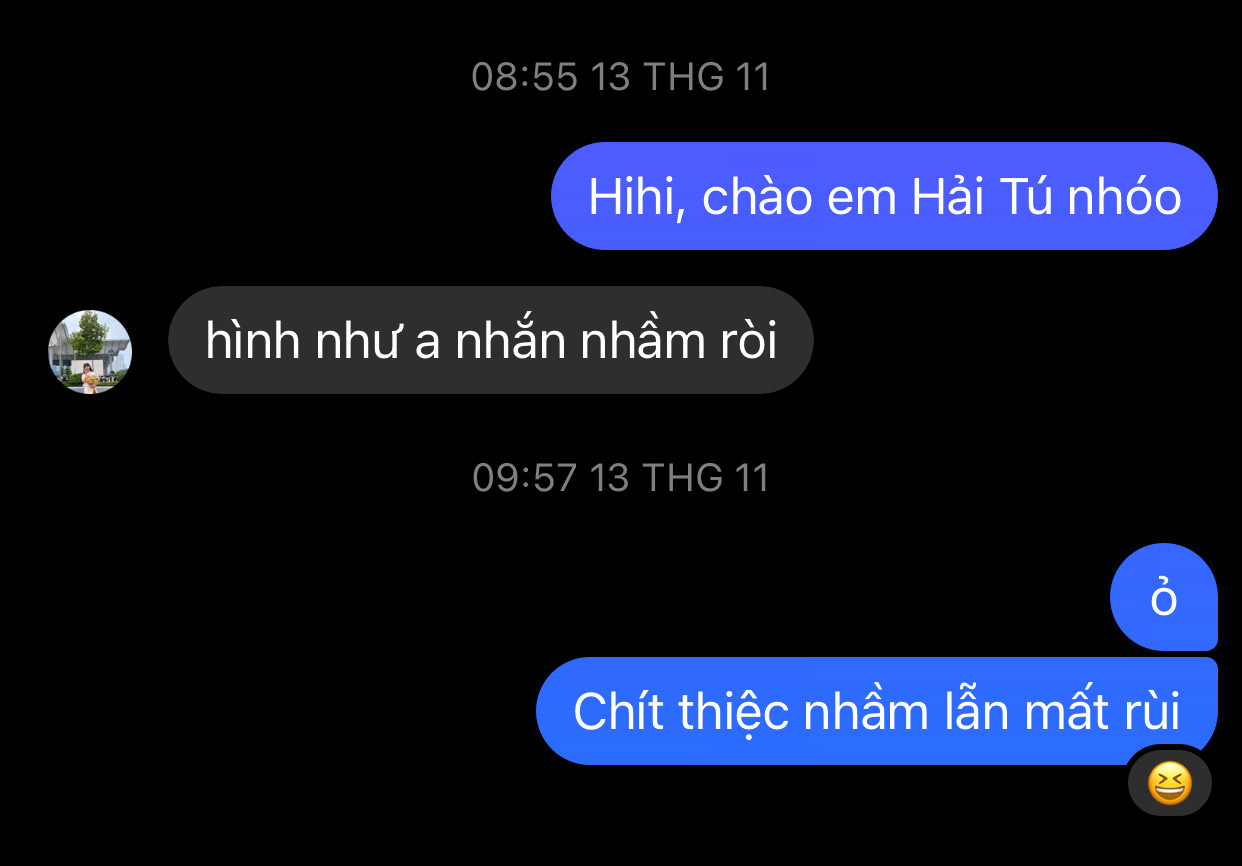 08:55 13 THG 11
Hihi, chào em Hải Tú nhóo
hình như a nhắn nhầm ròi
09:57 13 THG 11
ỏ
Chít thiệc nhầm lẫn mất rùi